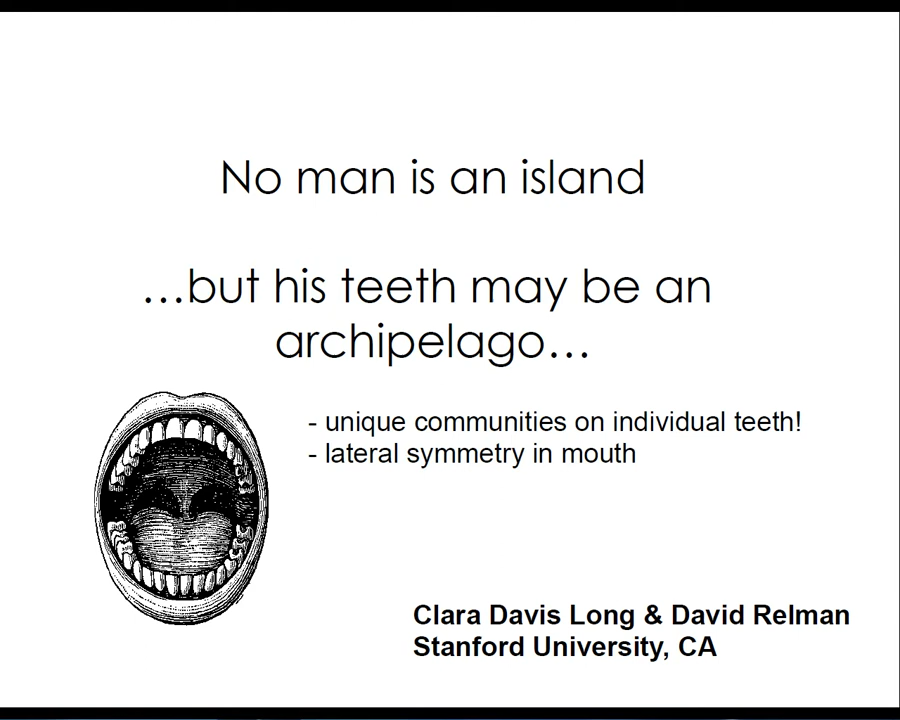 No man is an island
…but his teeth may be an
archipelago…
- unique communities on individual teeth!
- lateral symmetry in mouth
Clara Davis Long & David Relman
Stanford University, CA